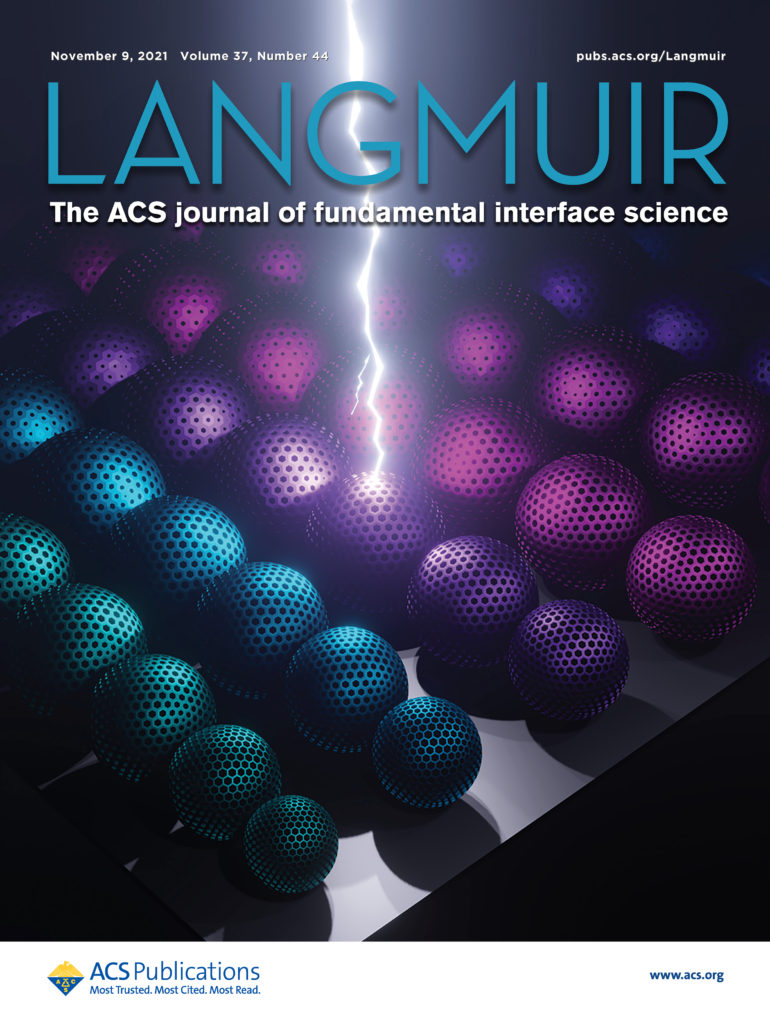 November 9, 2021 Volume 37, Number 44
pubs.acs.org/Langmuir
LANGMUIR
The ACS journal of fundamental interface science
ACS
ACS Publications
Most Trusted. Most Cited. Most Read.
www.acs.org